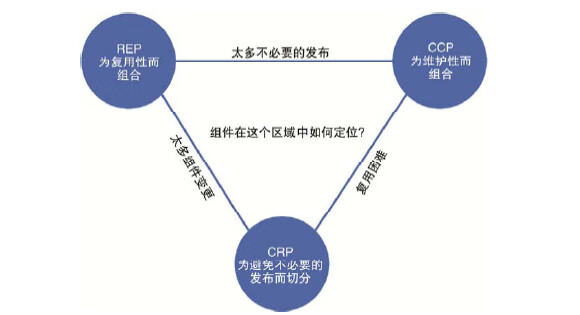 REP
为复用性而
组合
太多不必要的发布
CCP
为维护性而
组合
组件在这个区域中如何定位?
太多组件变更
复用困难
CRP
为避免不必要的
发布而切分